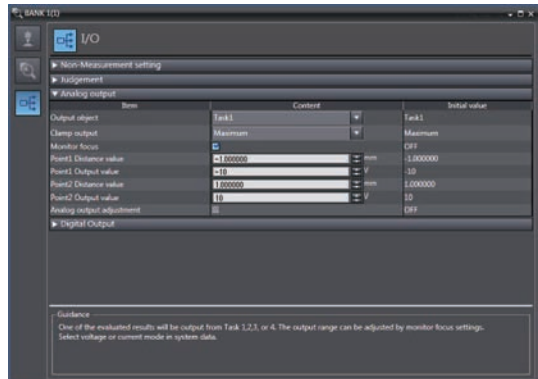 BANK 1(1)
I/O
Non-Measurement setting
Judgement
Analog output
Item Content Initial value
Output object Task1 Task1
Clamp output Maximum Maximum
Monitor focus OFF
Point1 Distance value -1.000000 mm -1.000000
Point1 Output value -10 V -10
Point2 Distance value 1.000000 mm 1.000000
Point2 Output value 10 V 10
Analog output adjustment OFF
Digital Output
Guidance
One of the evaluated results will be output from Task 1,2,3, or 4. The output range can be adjusted by monitor focus settings.
Select voltage or current mode in system data.